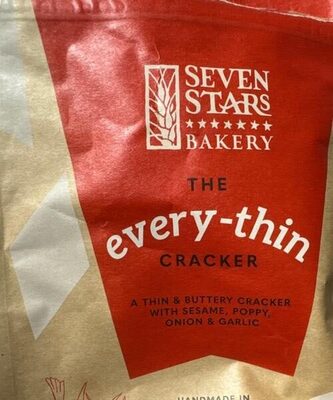 SEVEN
STARS
★★★★★★★
BAKERY
THE
every-thin
CRACKER
A THIN & BUTTERY CRACKER
WITH SESAME, POPPY,
ONION & GARLIC
HANDMADE IN